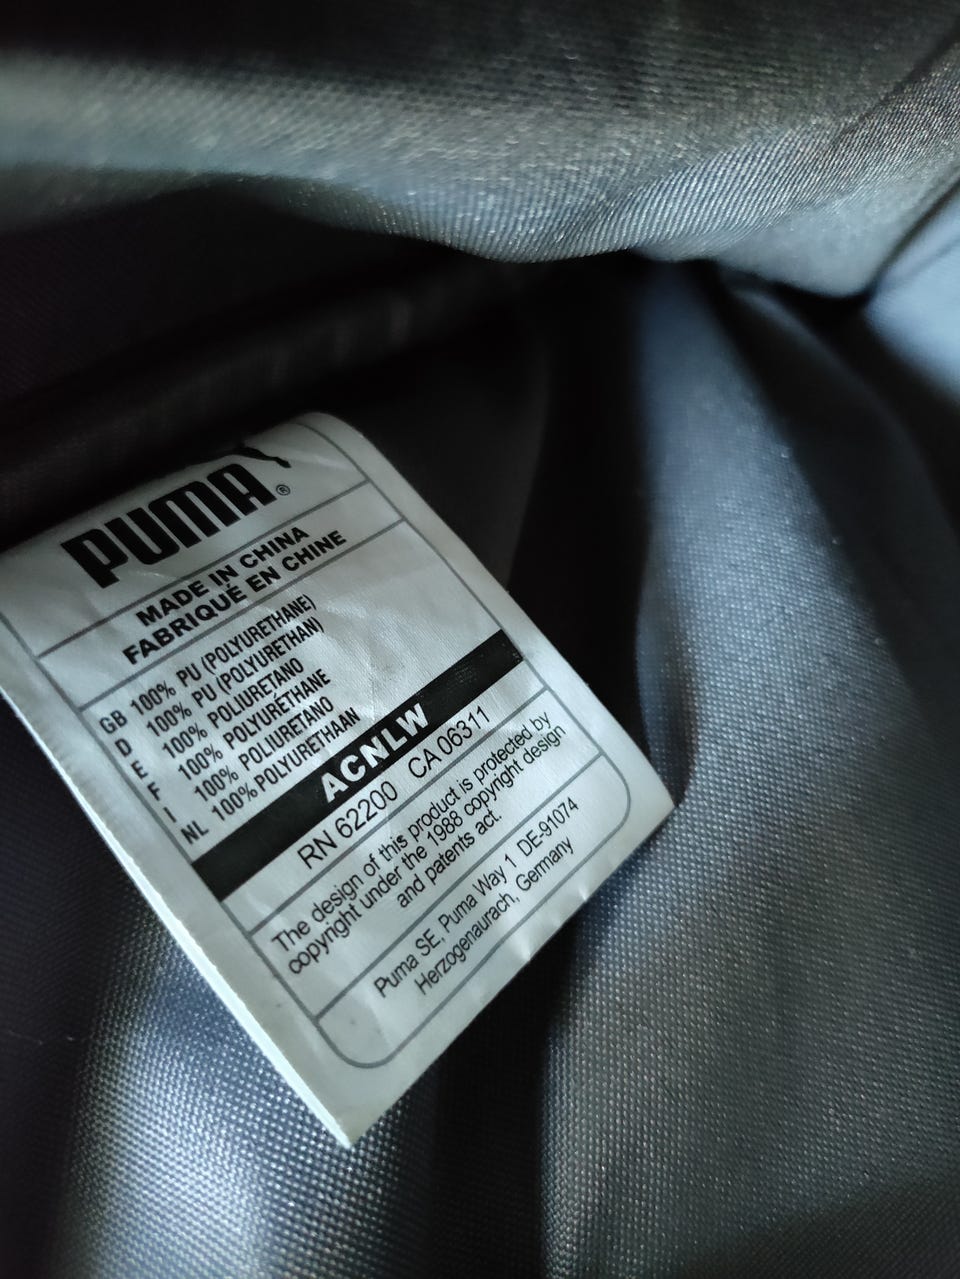 PUMA®
MADE IN CHINA
FABRIQUÉ EN CHINE
GB 100% PU (POLYURETHANE)
D 100% PU (POLYURETHAN)
E 100% POLIURETANO
F 100% POLYURETHANE
I 100% POLIURETANO
NL 100% POLYURETHAAN
ACNLW
RN 62200 CA 06311
The design of this product is protected by
copyright under the 1988 copyright design
and patents act.
Puma SE, Puma Way 1 DE-91074
Herzogenaurach, Germany